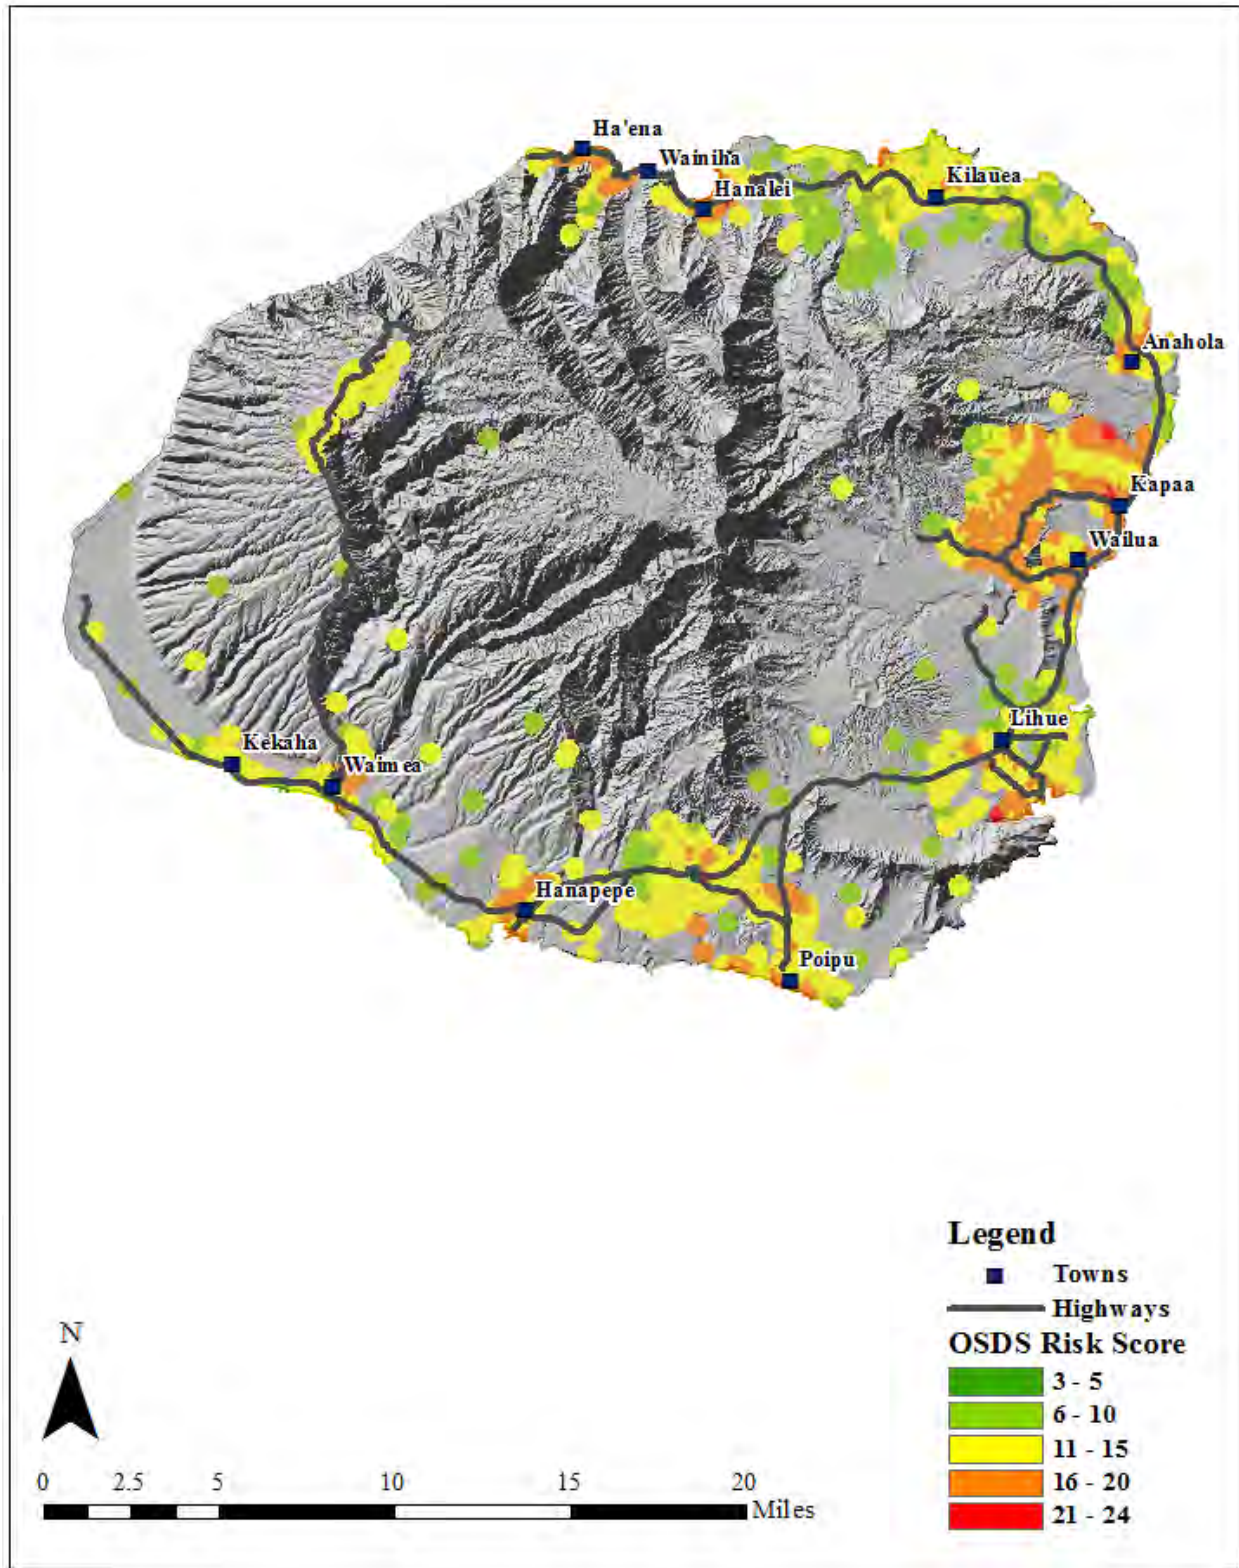 Ha'ena
Wainiha
Hanalei
Kilauea
Anahola
Kapaa
Wailua
Lihue
Kekaha
Waimea
Hanapepe
Poipu
Legend
Towns
Highways
OSDS Risk Score
3 - 5
6 - 10
11 - 15
16 - 20
21 - 24
N
0 2.5 5 10 15 20
Miles